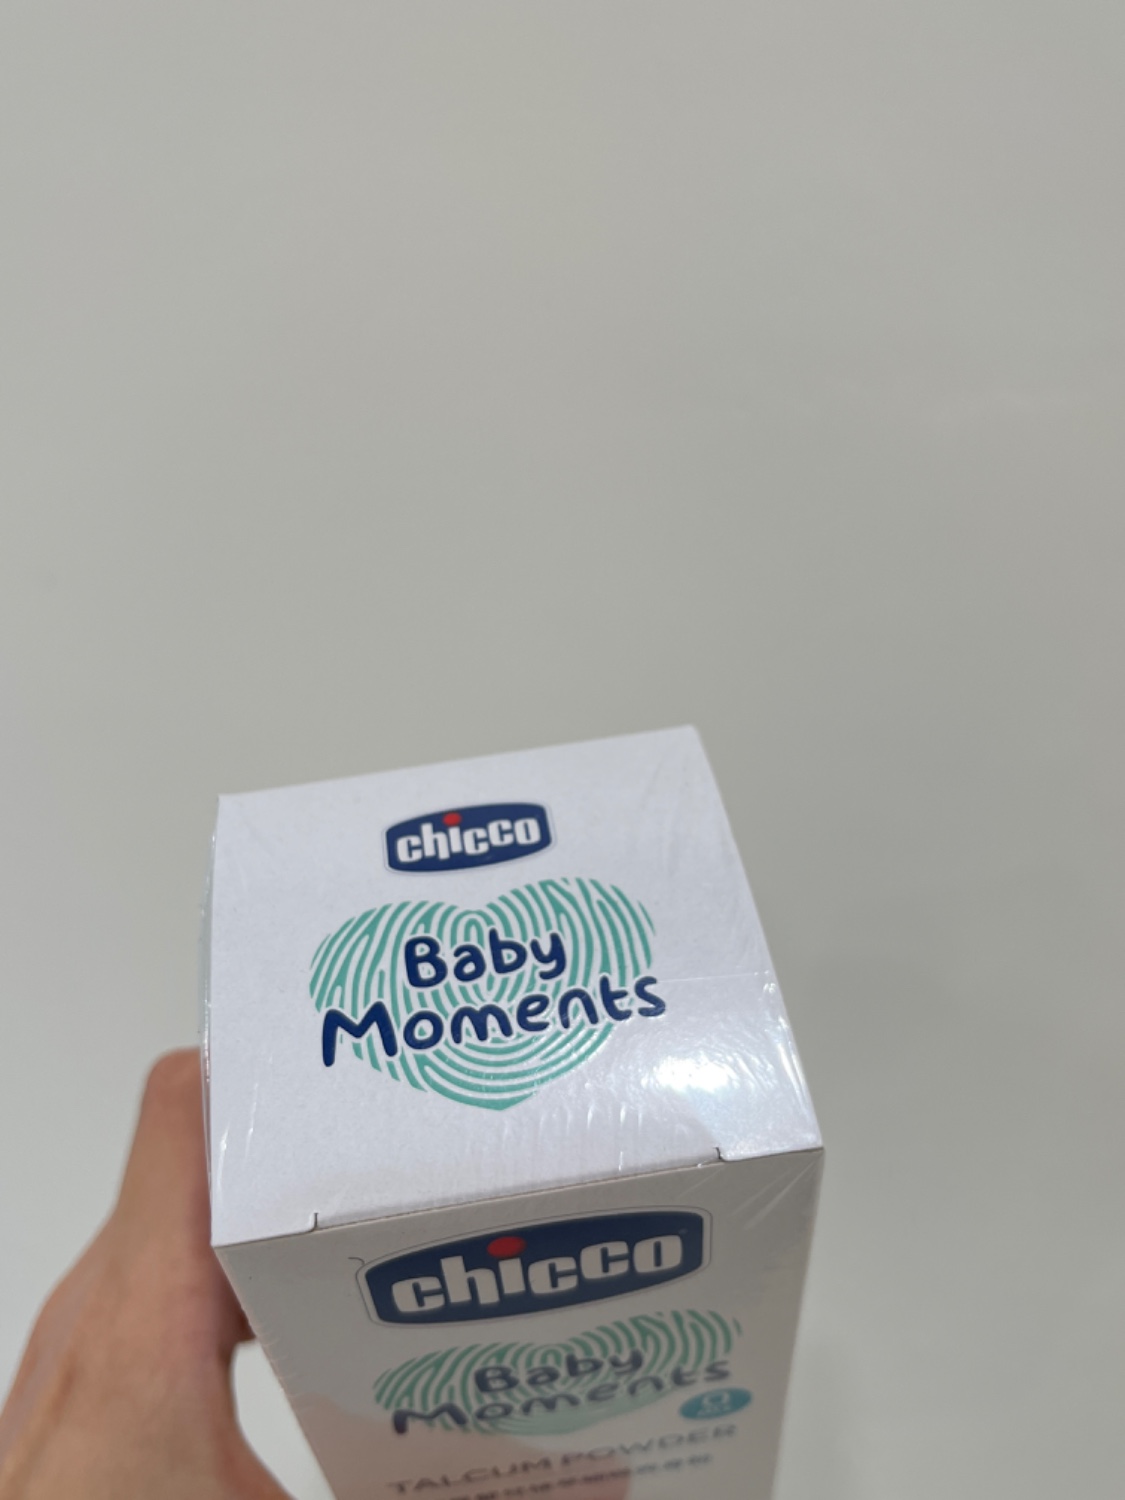 chicco
Baby
Moments
chicco
Baby
Moments
TALCUM POWDER